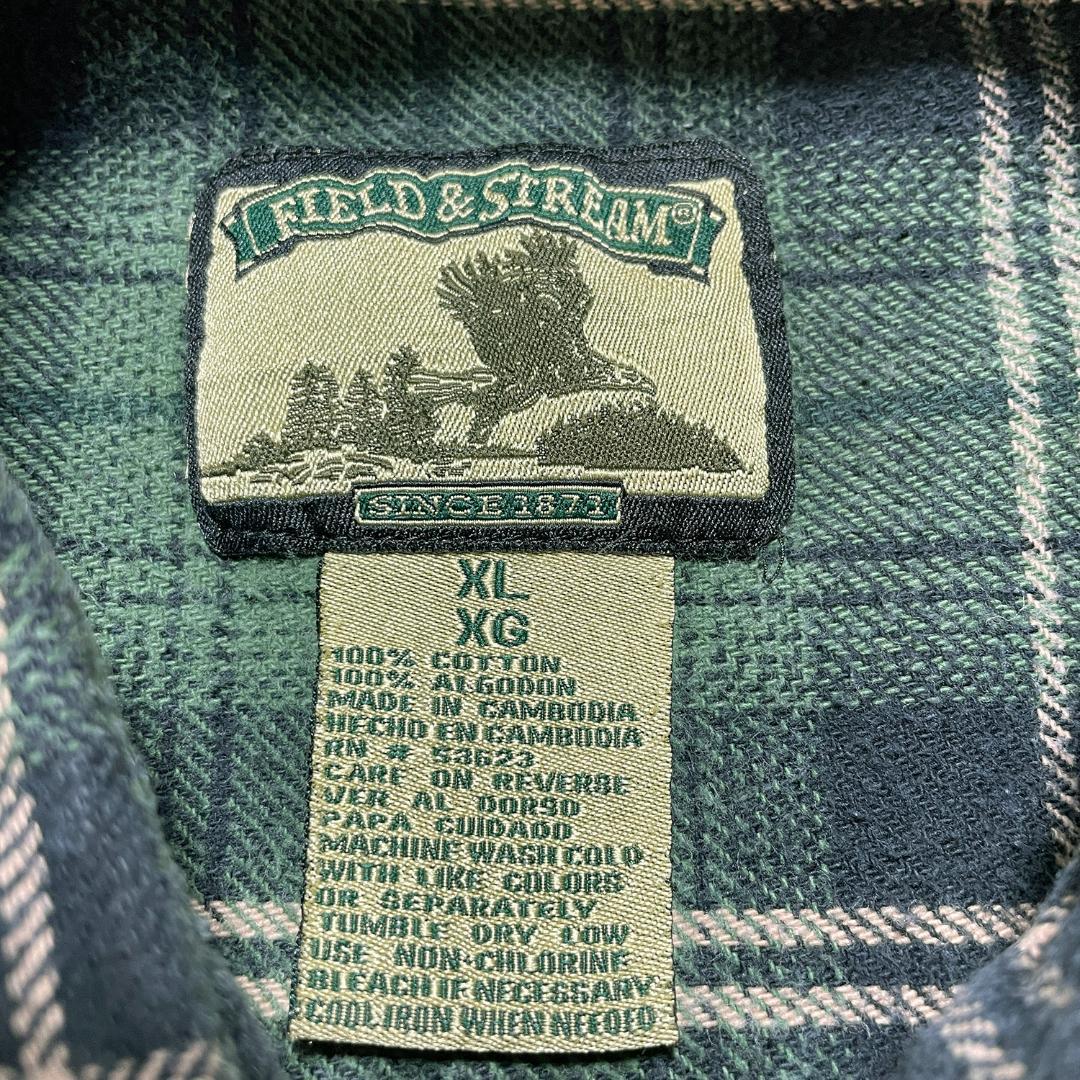 FIELD & STREAM®
SINCE 1871
XL
XG
100% COTTON
100% ALGODON
MADE IN CAMBODIA
HECHO EN CAMBODIA
RN # 53623
CARE ON REVERSE
VER AL DORSO
PAPA CUIDADO
MACHINE WASH COLD
WITH LIKE COLORS
OR SEPARATELY
TUMBLE DRY LOW
USE NON-CHLORINE
BLEACH IF NECESSARY
COOL IRON WHEN NEEDED